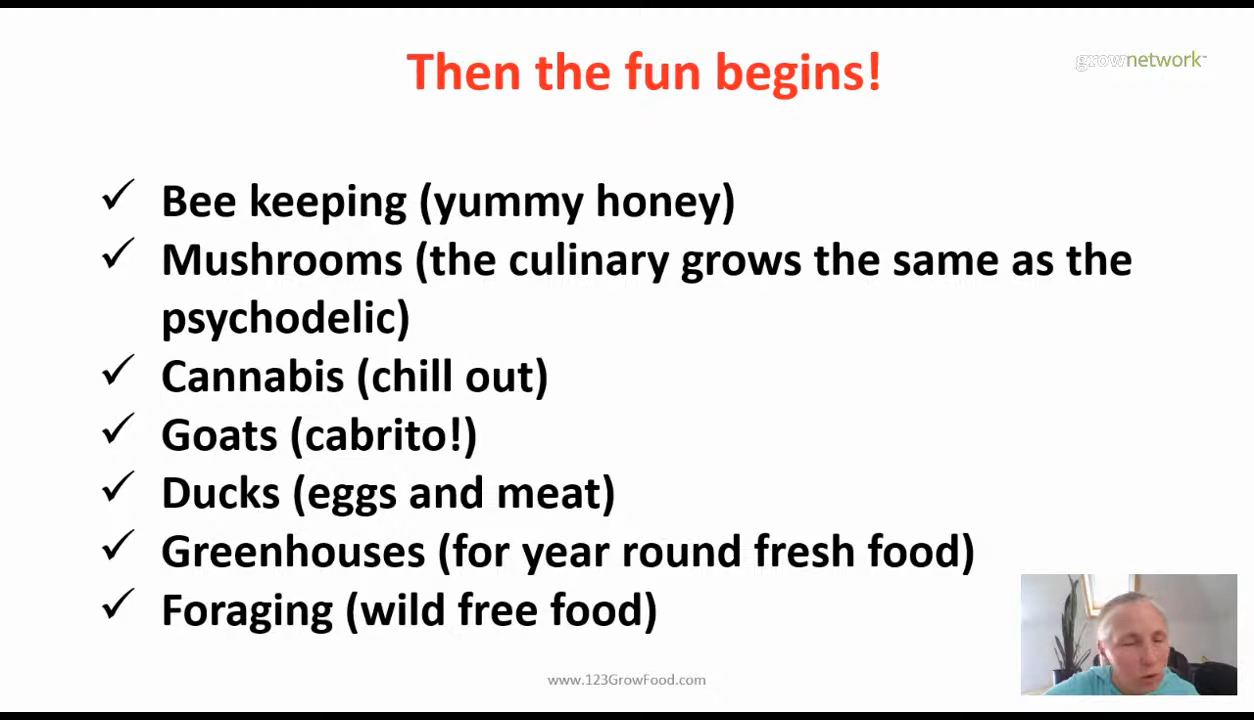 Then the fun begins!
grownetwork
✓ Bee keeping (yummy honey)
✓ Mushrooms (the culinary grows the same as the
psychodelic)
✓ Cannabis (chill out)
✓ Goats (cabrito!)
✓ Ducks (eggs and meat)
✓ Greenhouses (for year round fresh food)
✓ Foraging (wild free food)
www.123GrowFood.com